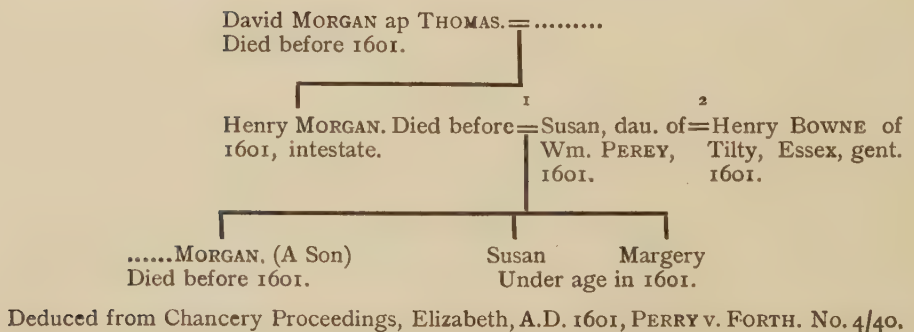 David MORGAN ap THOMAS.=.........
Died before 1601.
1 2
Henry MORGAN. Died before=Susan, dau. of=Henry BOWNE of
1601, intestate. Wm. PEREY, Tilty, Essex, gent.
1601. 1601.
......MORGAN. (A Son) Susan Margery
Died before 1601. Under age in 1601.
Deduced from Chancery Proceedings, Elizabeth, A.D. 1601, PERRY V. FORTH. No. 4/40.